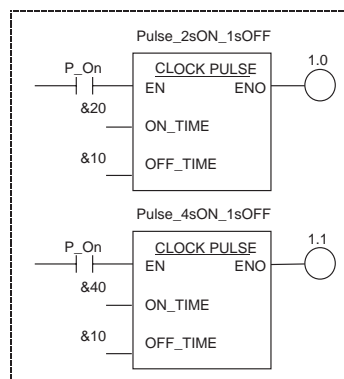 Pulse_2sON_1sOFF
P_On
CLOCK PULSE
1.0
EN ENO
&20
ON_TIME
&10
OFF_TIME
Pulse_4sON_1sOFF
P_On
CLOCK PULSE
1.1
EN ENO
&40
ON_TIME
&10
OFF_TIME